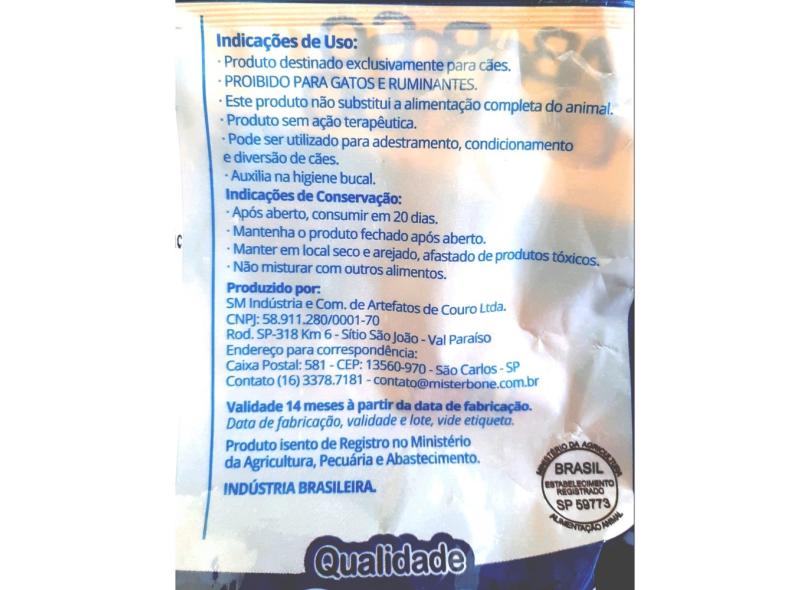 Indicações de Uso:
· Produto destinado exclusivamente para cães.
· PROIBIDO PARA GATOS E RUMINANTES.
· Este produto não substitui a alimentação completa do animal.
· Produto sem ação terapêutica.
· Pode ser utilizado para adestramento, condicionamento
e diversão de cães.
· Auxilia na higiene bucal.
Indicações de Conservação:
· Após aberto, consumir em 20 dias.
· Mantenha o produto fechado após aberto.
· Manter em local seco e arejado, afastado de produtos tóxicos.
· Não misturar com outros alimentos.
Produzido por:
SM Indústria e Com. de Artefatos de Couro Ltda.
CNPJ: 58.911.280/0001-70
Rod. SP-318 Km 6 - Sítio São João - Val Paraíso
Endereço para correspondência:
Caixa Postal: 581 - CEP: 13560-970 - São Carlos - SP
Contato (16) 3378.7181 - contato@misterbone.com.br
Validade 14 meses à partir da data de fabricação.
Data de fabricação, validade e lote, vide etiqueta.
Produto isento de Registro no Ministério
da Agricultura, Pecuária e Abastecimento.
INDÚSTRIA BRASILEIRA.
MINISTÉRIO DA AGRICULTURA
BRASIL
ESTABELECIMENTO
REGISTRADO
SP 59773
ALIMENTAÇÃO ANIMAL
Qualidade